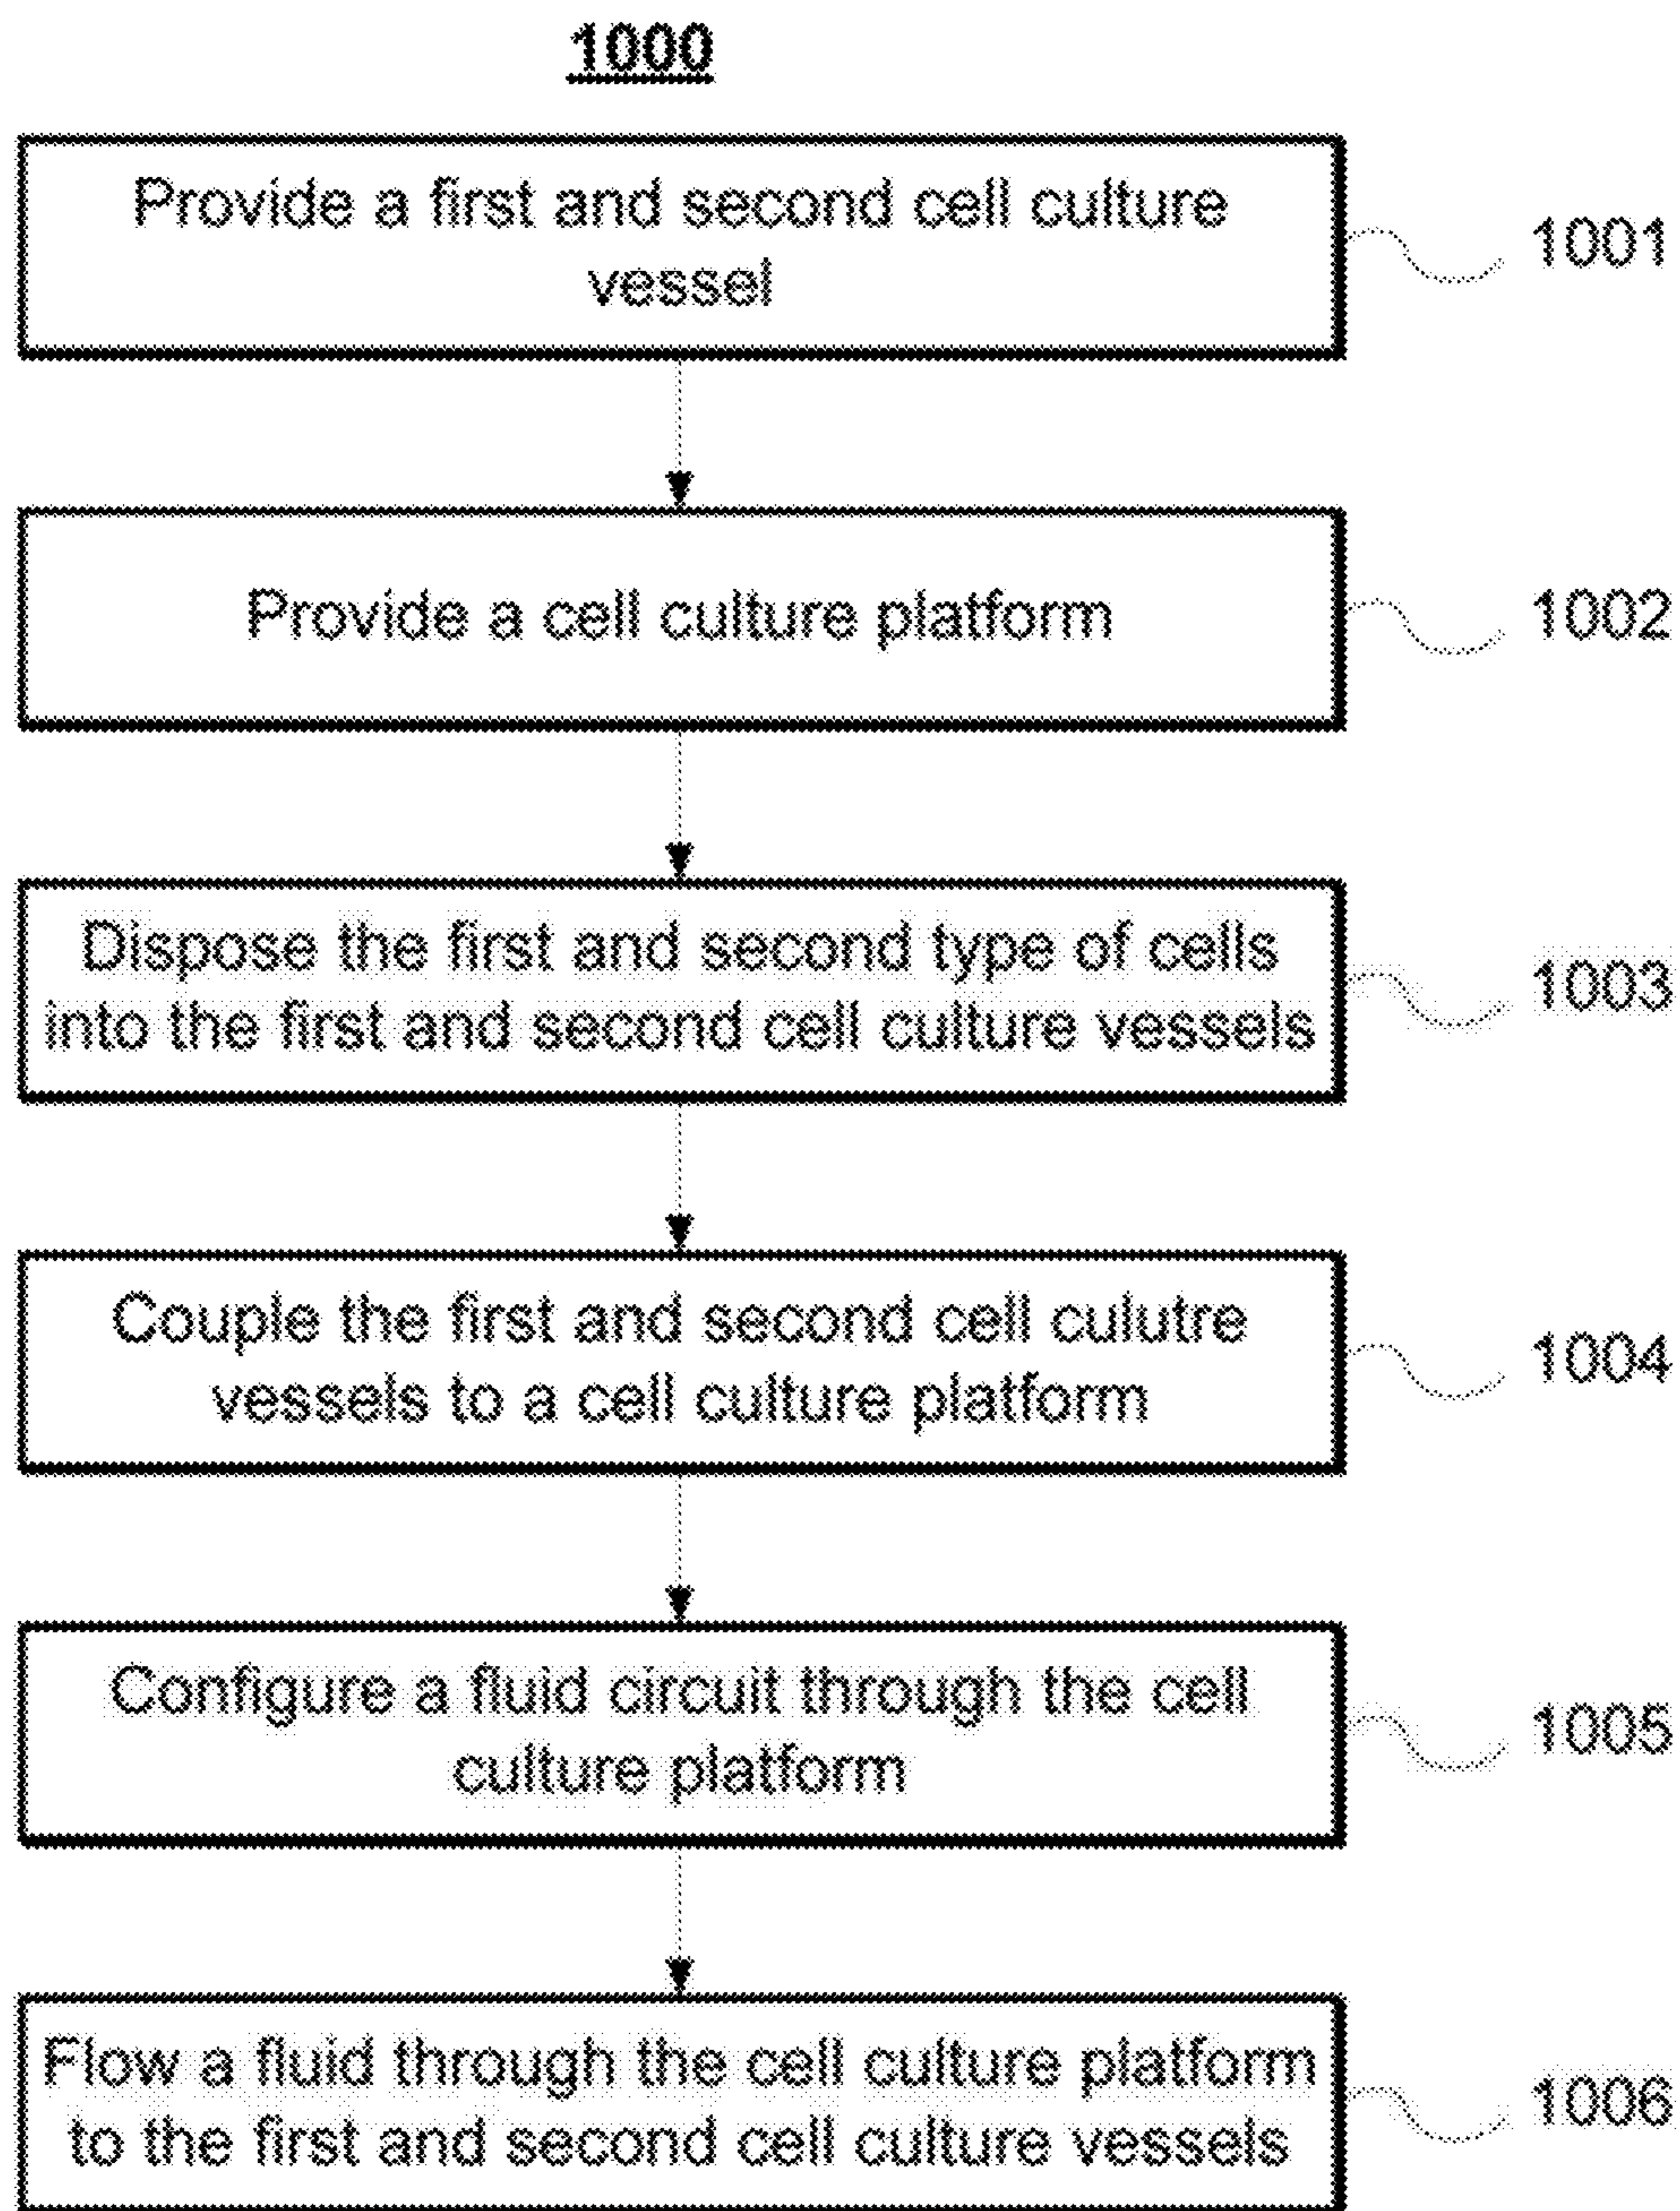 1000
Provide a first and second cell culture
vessel
1001
Provide a cell culture platform
1002
Dispose the first and second type of cells
into the first and second cell culture vessels
1003
Couple the first and second cell culutre
vessels to a cell culture platform
1004
Configure a fluid circuit through the cell
culture platform
1005
Flow a fluid through the cell culture platform
to the first and second cell culture vessels
1006